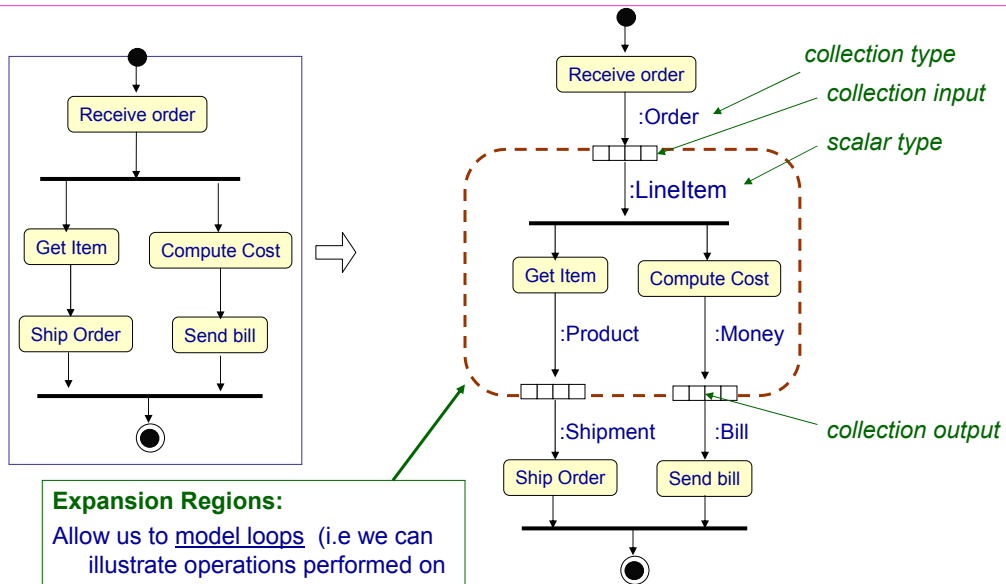 Receive order
Get Item
Compute Cost
Ship Order
Send bill
Receive order
collection type
:Order
collection input
scalar type
:LineItem
Get Item
Compute Cost
:Product
:Money
:Shipment
:Bill
collection output
Ship Order
Send bill
Expansion Regions:
Allow us to model loops (i.e we can
illustrate operations performed on